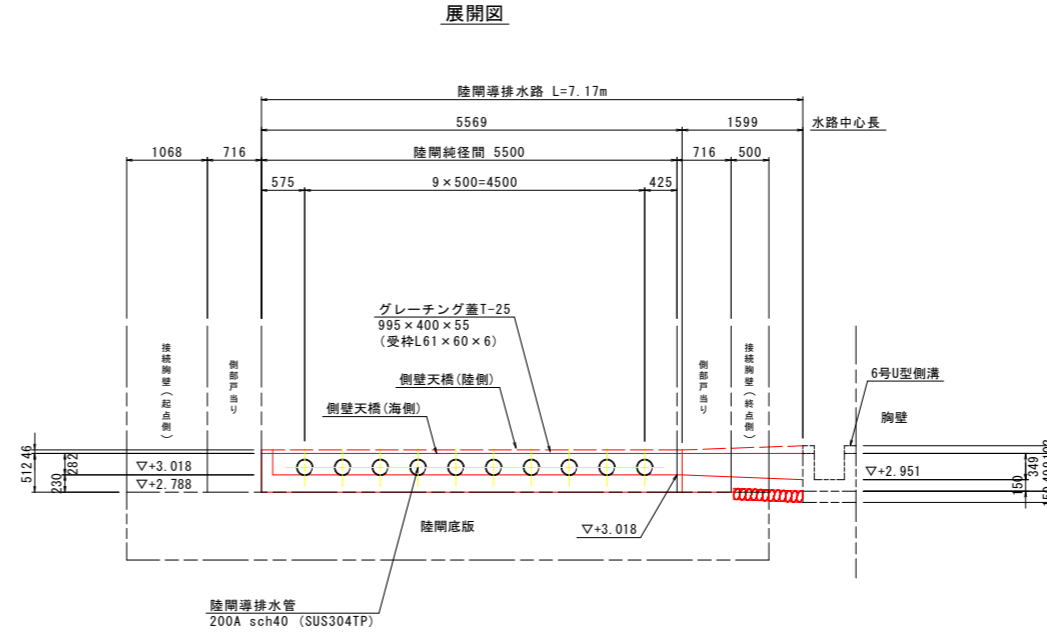 展開図
陸閘導排水路 L=7.17m
5569
1599
水路中心長
1068
716
陸閘純径間 5500
716
500
575
9×500=4500
425
グレーチング蓋T-25
995×400×55
(受枠L61×60×6)
側壁天橋(陸側)
側壁天橋(海側)
接続胸壁(起点側)
側部戸当り
側部戸当り
接続胸壁(終点側)
6号U型側溝
胸壁
46
512
282
230
▽+3.018
▽+2.788
▽+2.951
349
150
陸閘底版
▽+3.018
陸閘導排水管
200A sch40 (SUS304TP)